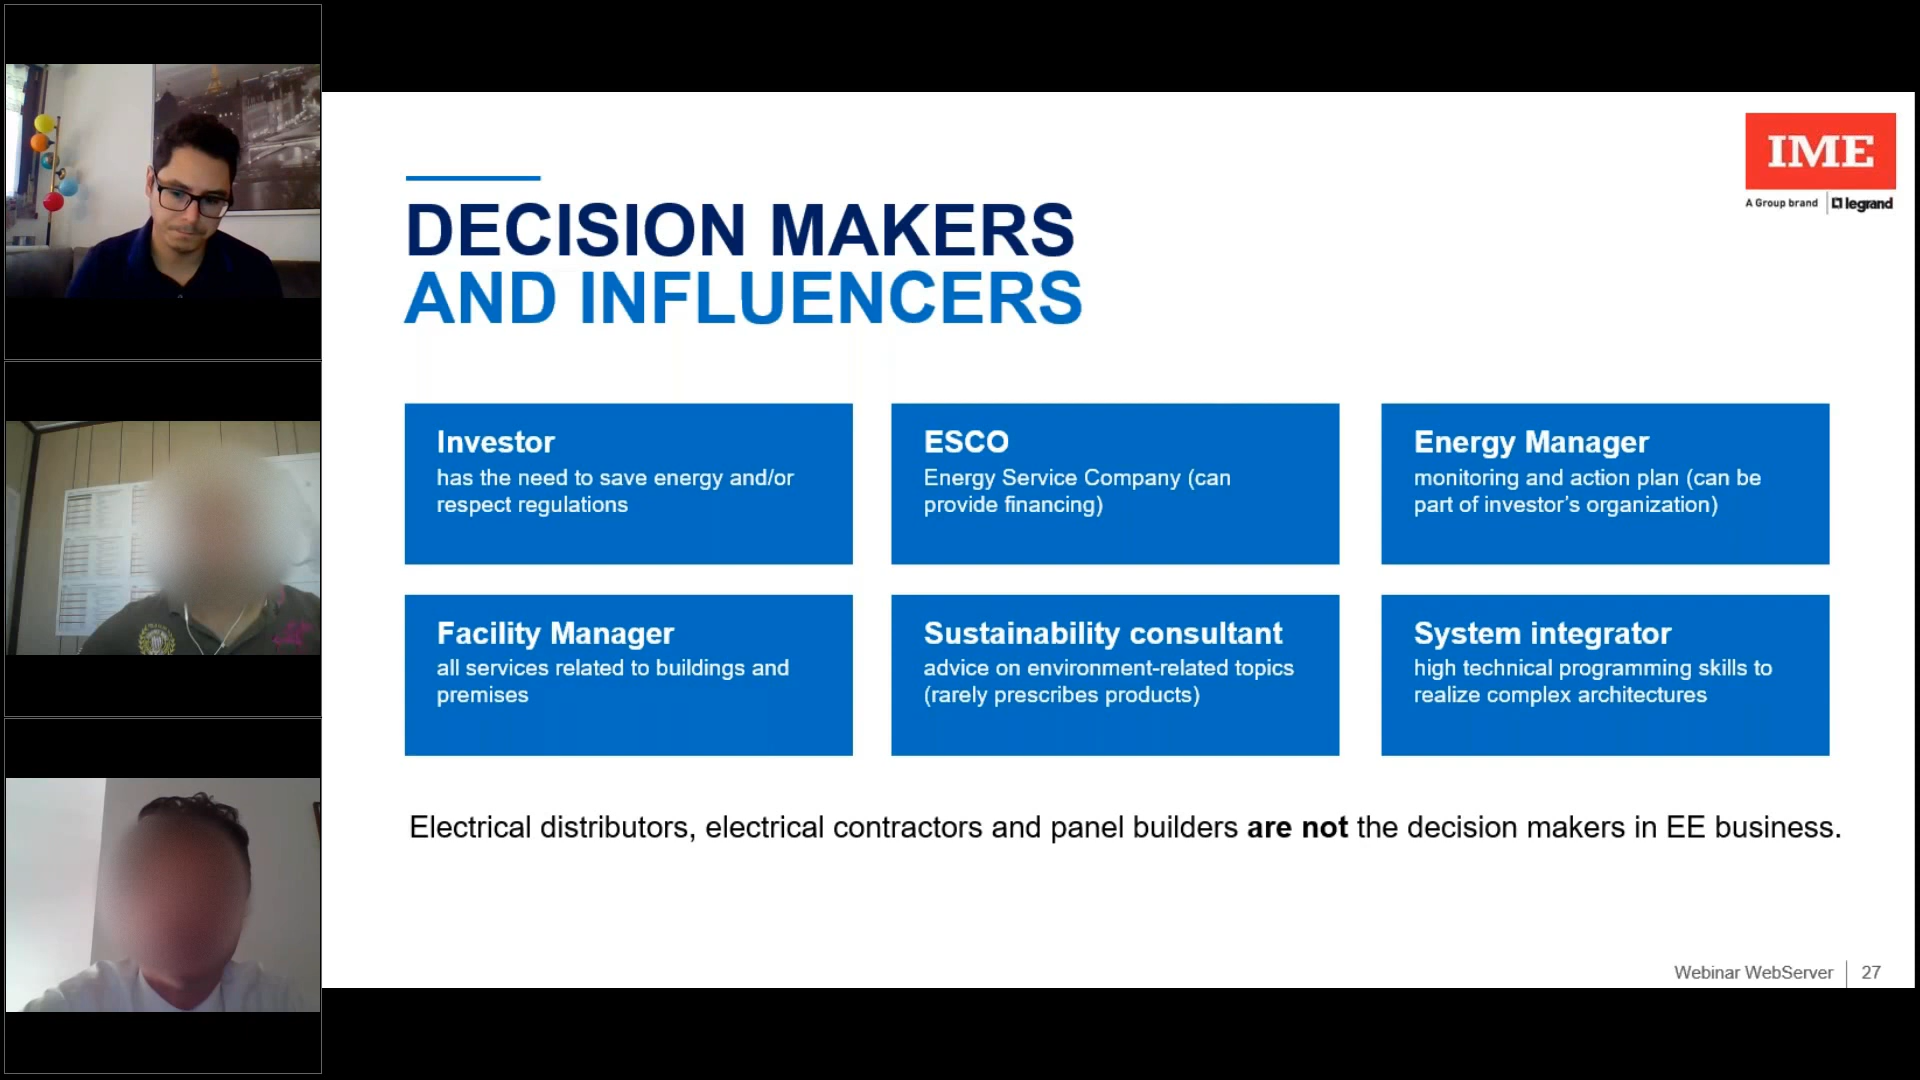 IME
A Group brand legrand
DECISION MAKERS
AND INFLUENCERS
Investor
has the need to save energy and/or
respect regulations
ESCO
Energy Service Company (can
provide financing)
Energy Manager
monitoring and action plan (can be
part of investor's organization)
Facility Manager
all services related to buildings and
premises
Sustainability consultant
advice on environment-related topics
(rarely prescribes products)
System integrator
high technical programming skills to
realize complex architectures
Electrical distributors, electrical contractors and panel builders are not the decision makers in EE business.
Webinar WebServer 27